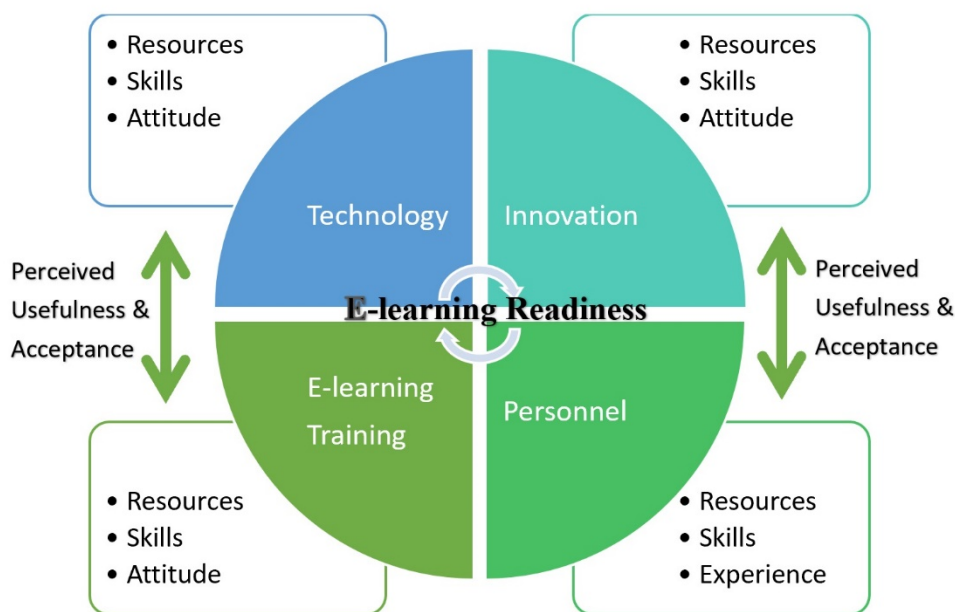 • Resources
• Skills
• Attitude
• Resources
• Skills
• Attitude
Technology
Innovation
Perceived
Usefulness &
Acceptance
E-learning Readiness
Perceived
Usefulness &
Acceptance
E-learning
Training
Personnel
• Resources
• Skills
• Attitude
• Resources
• Skills
• Experience